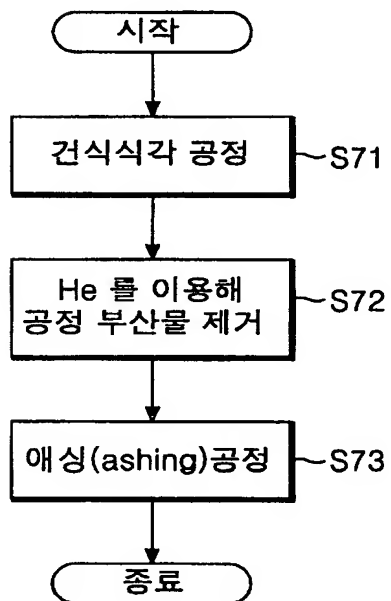 시작
건식식각 공정 ~S71
He 를 이용해
공정 부산물 제거 ~S72
애싱(ashing)공정 ~S73
종료